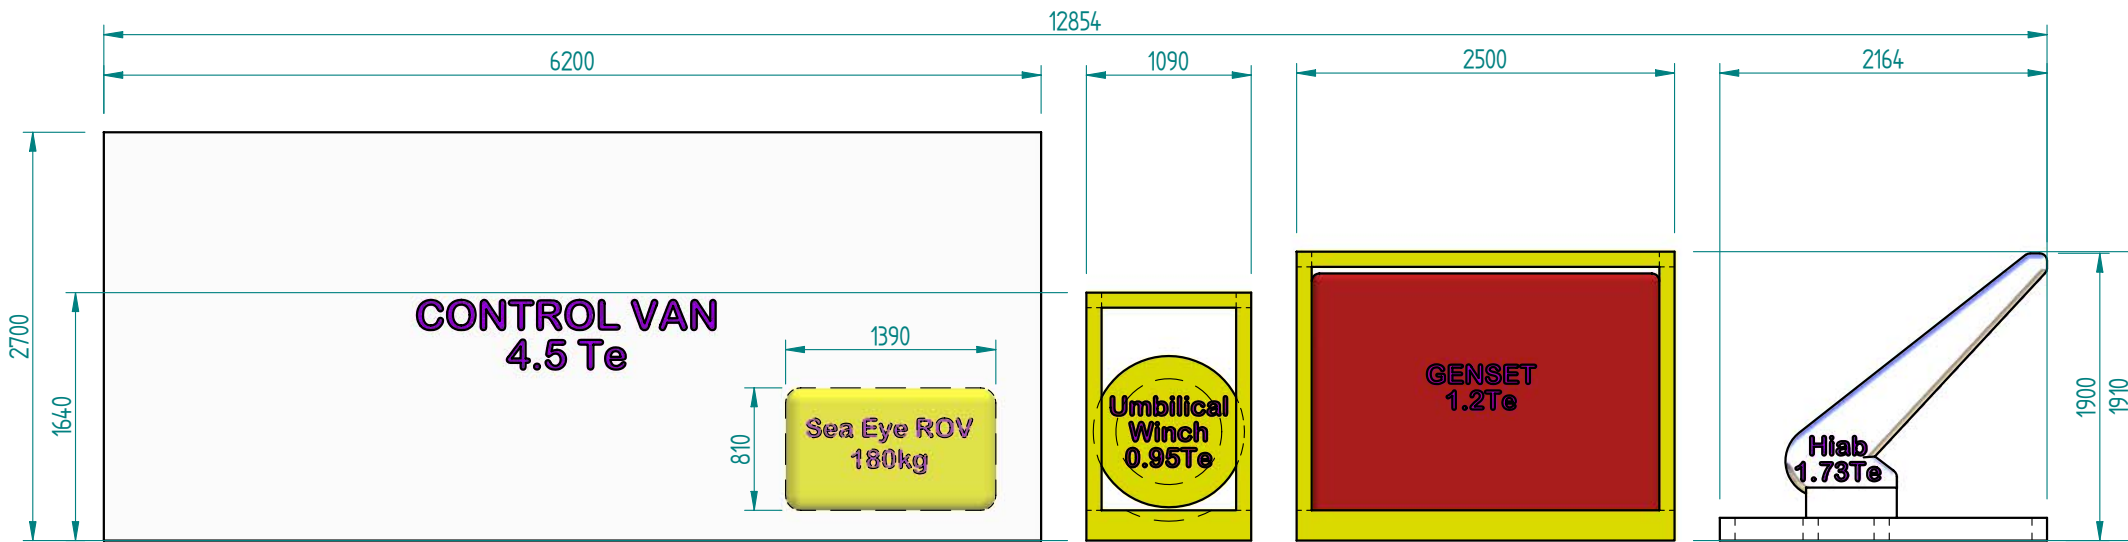 12854
6200
1090
2500
2164
2700
1640
CONTROL VAN
4.5 Te
1390
810
Sea Eye ROV
180kg
Umbilical
Winch
0.95Te
GENSET
1.2Te
Hiab
1.73Te
1900
1910